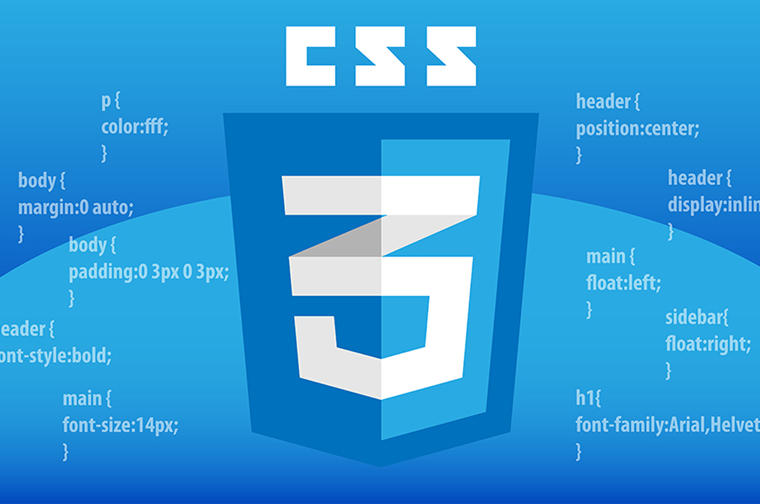 CSS
3
p {
color:fff;
}
body {
margin:0 auto;
}
body {
padding:0 3px 0 3px;
}
eader {
ont-style:bold;
main {
font-size:14px;
}
header {
position:center;
}
header {
display:inlin
}
main {
float:left;
}
sidebar{
float:right;
}
h1{
font-family:Arial,Helvet
}